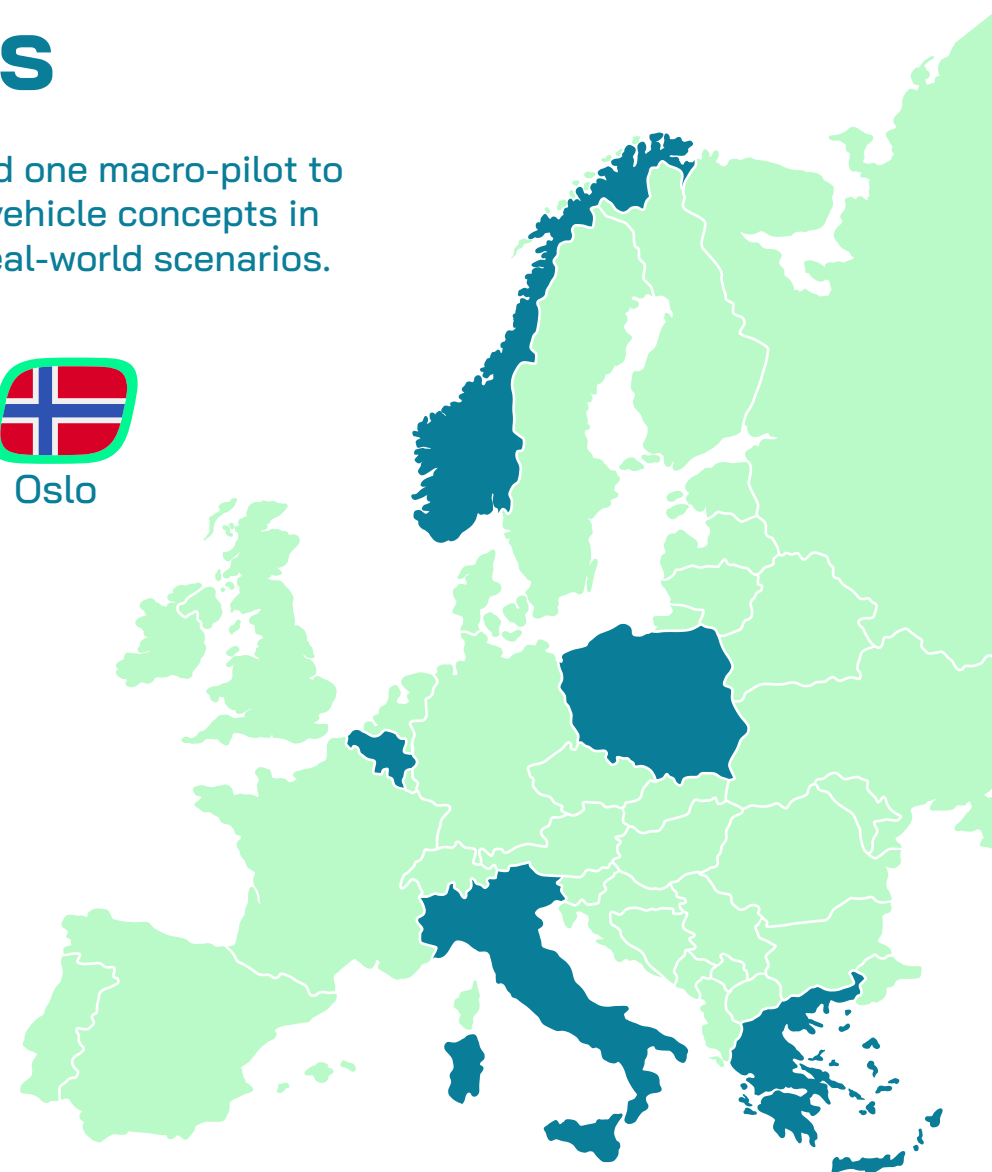 s
d one macro-pilot to
vehicle concepts in
eal-world scenarios.
Oslo